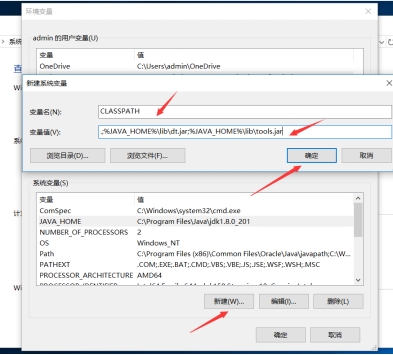 环境变量
admin 的用户变量(U)
变量 值
OneDrive C:\Users\admin\OneDrive
新建系统变量
变量名(N): CLASSPATH
变量值(V): .;%JAVA_HOME%\lib\dt.jar;%JAVA_HOME%\lib\tools.jar
浏览目录(D)... 浏览文件(F)... 确定 取消
系统变量(S)
变量 值
ComSpec C:\Windows\system32\cmd.exe
JAVA_HOME C:\Program Files\Java\jdk1.8.0_201
NUMBER_OF_PROCESSORS 2
OS Windows_NT
Path C:\Program Files (x86)\Common Files\Oracle\Java\javapath;C:\W...
PATHEXT .COM;.EXE;.BAT;.CMD;.VBS;.VBE;.JS;.JSE;.WSF;.WSH;.MSC
PROCESSOR_ARCHITECTURE AMD64
新建(W)... 编辑(I)... 删除(L)
确定 取消